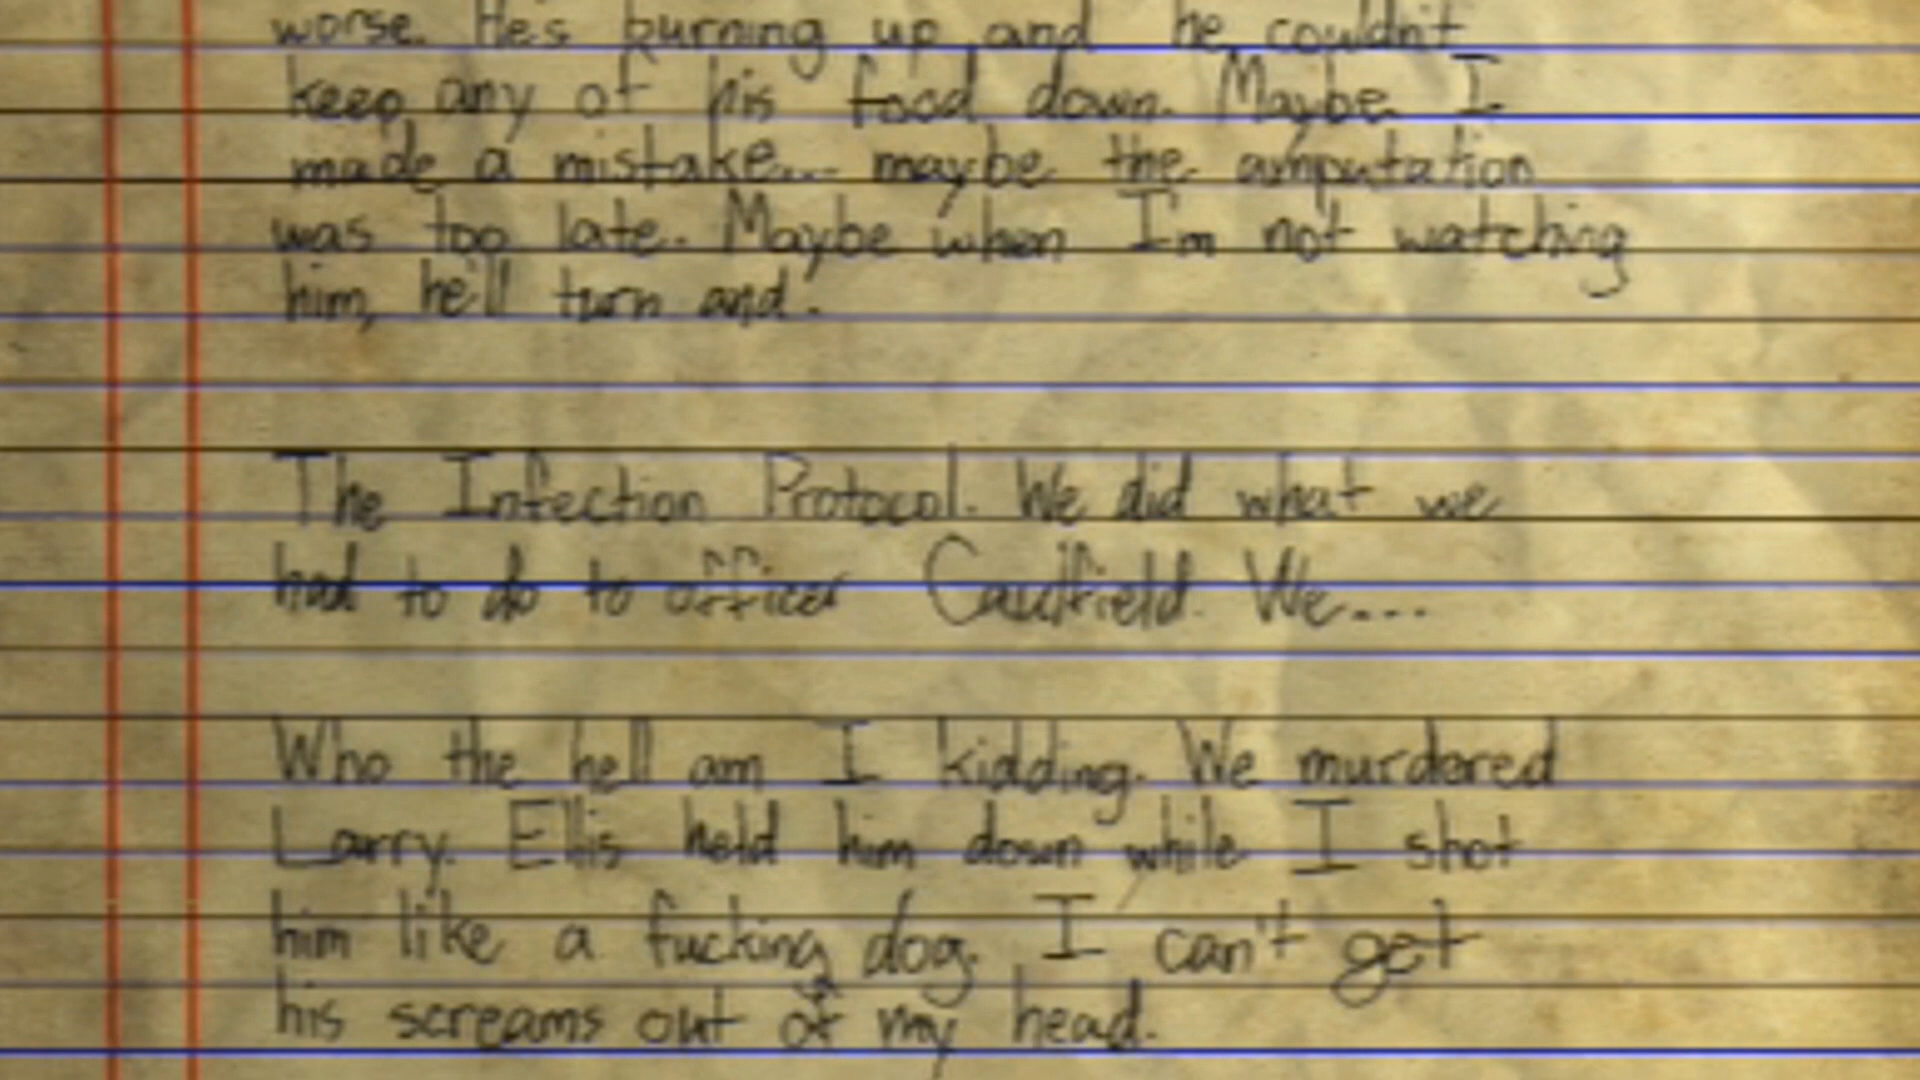 worse. He's burning up and he couldn't
keep any of his food down. Maybe I
made a mistake... maybe the amputation
was too late. Maybe when I'm not watching
him, he'll turn and.
The Infection Protocol. We did what we
had to do to officer Caulfield. We....
Who the hell am I kidding. We murdered
Larry. Ellis held him down while I shot
him like a fucking dog. I can't get
his screams out of my head.